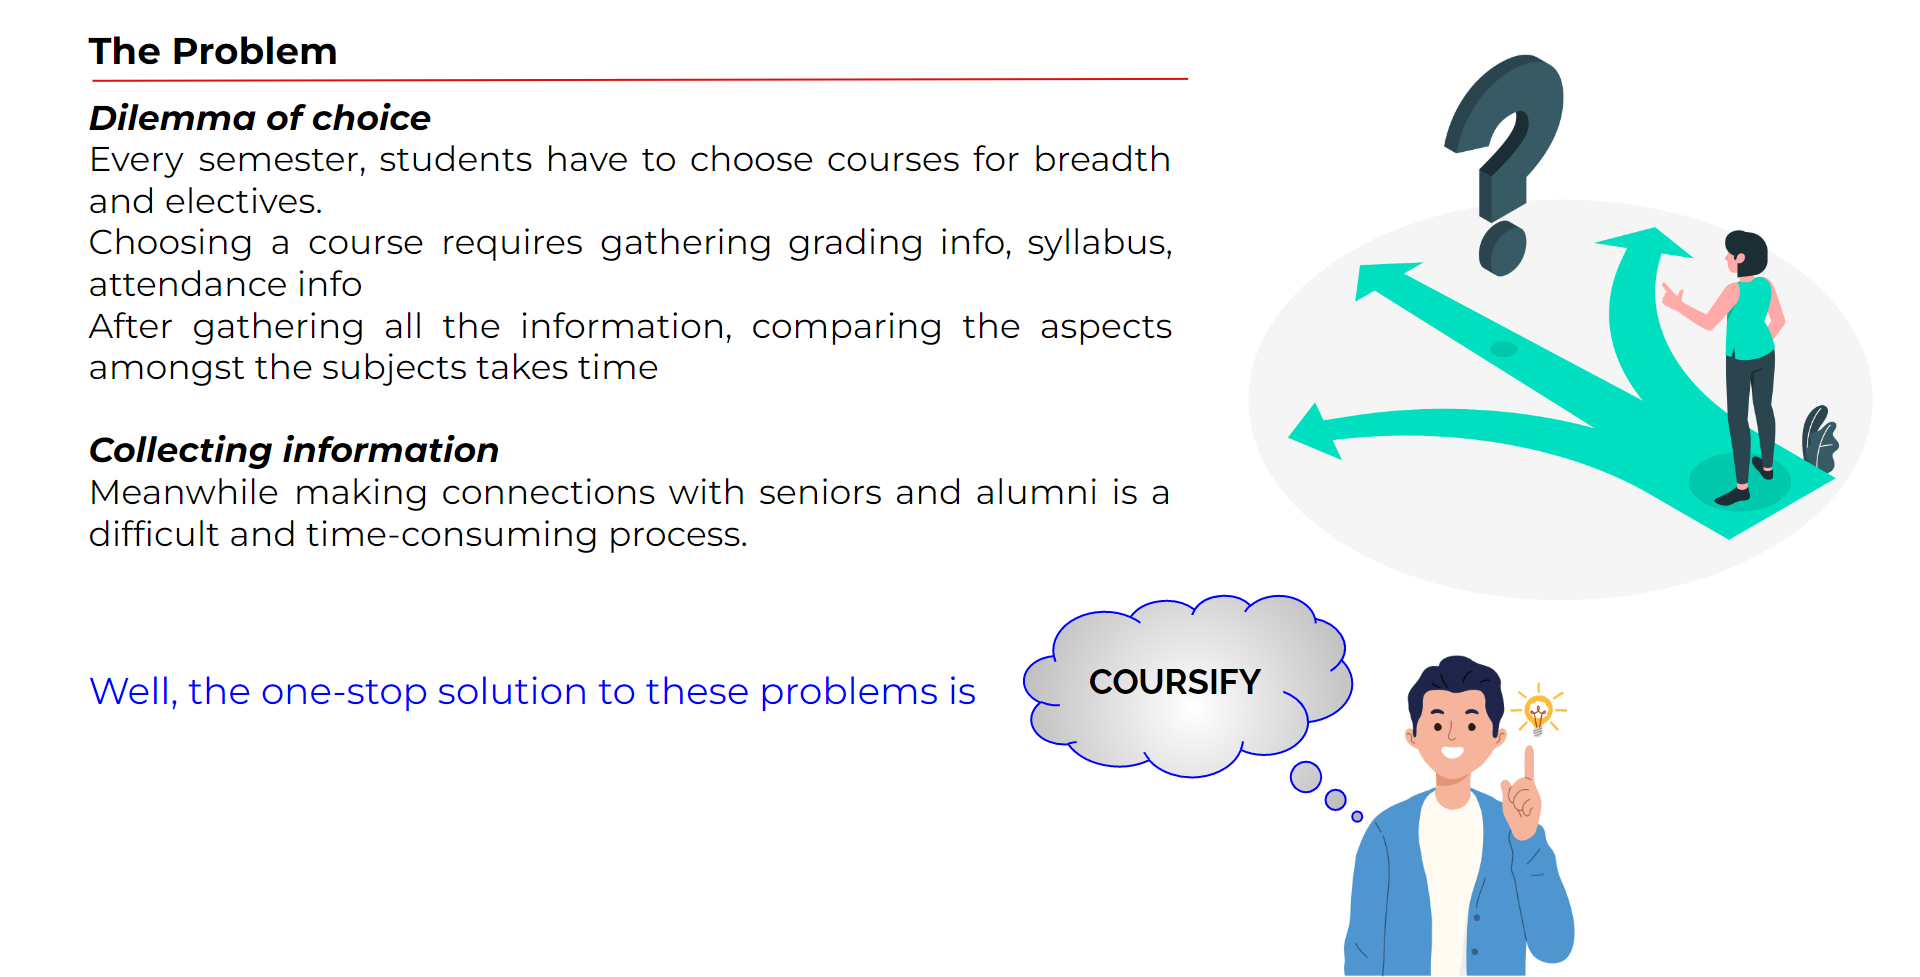 The Problem
Dilemma of choice
Every semester, students have to choose courses for breadth
and electives.
Choosing a course requires gathering grading info, syllabus,
attendance info
After gathering all the information, comparing the aspects
amongst the subjects takes time
Collecting information
Meanwhile making connections with seniors and alumni is a
difficult and time-consuming process.
Well, the one-stop solution to these problems is
COURSIFY